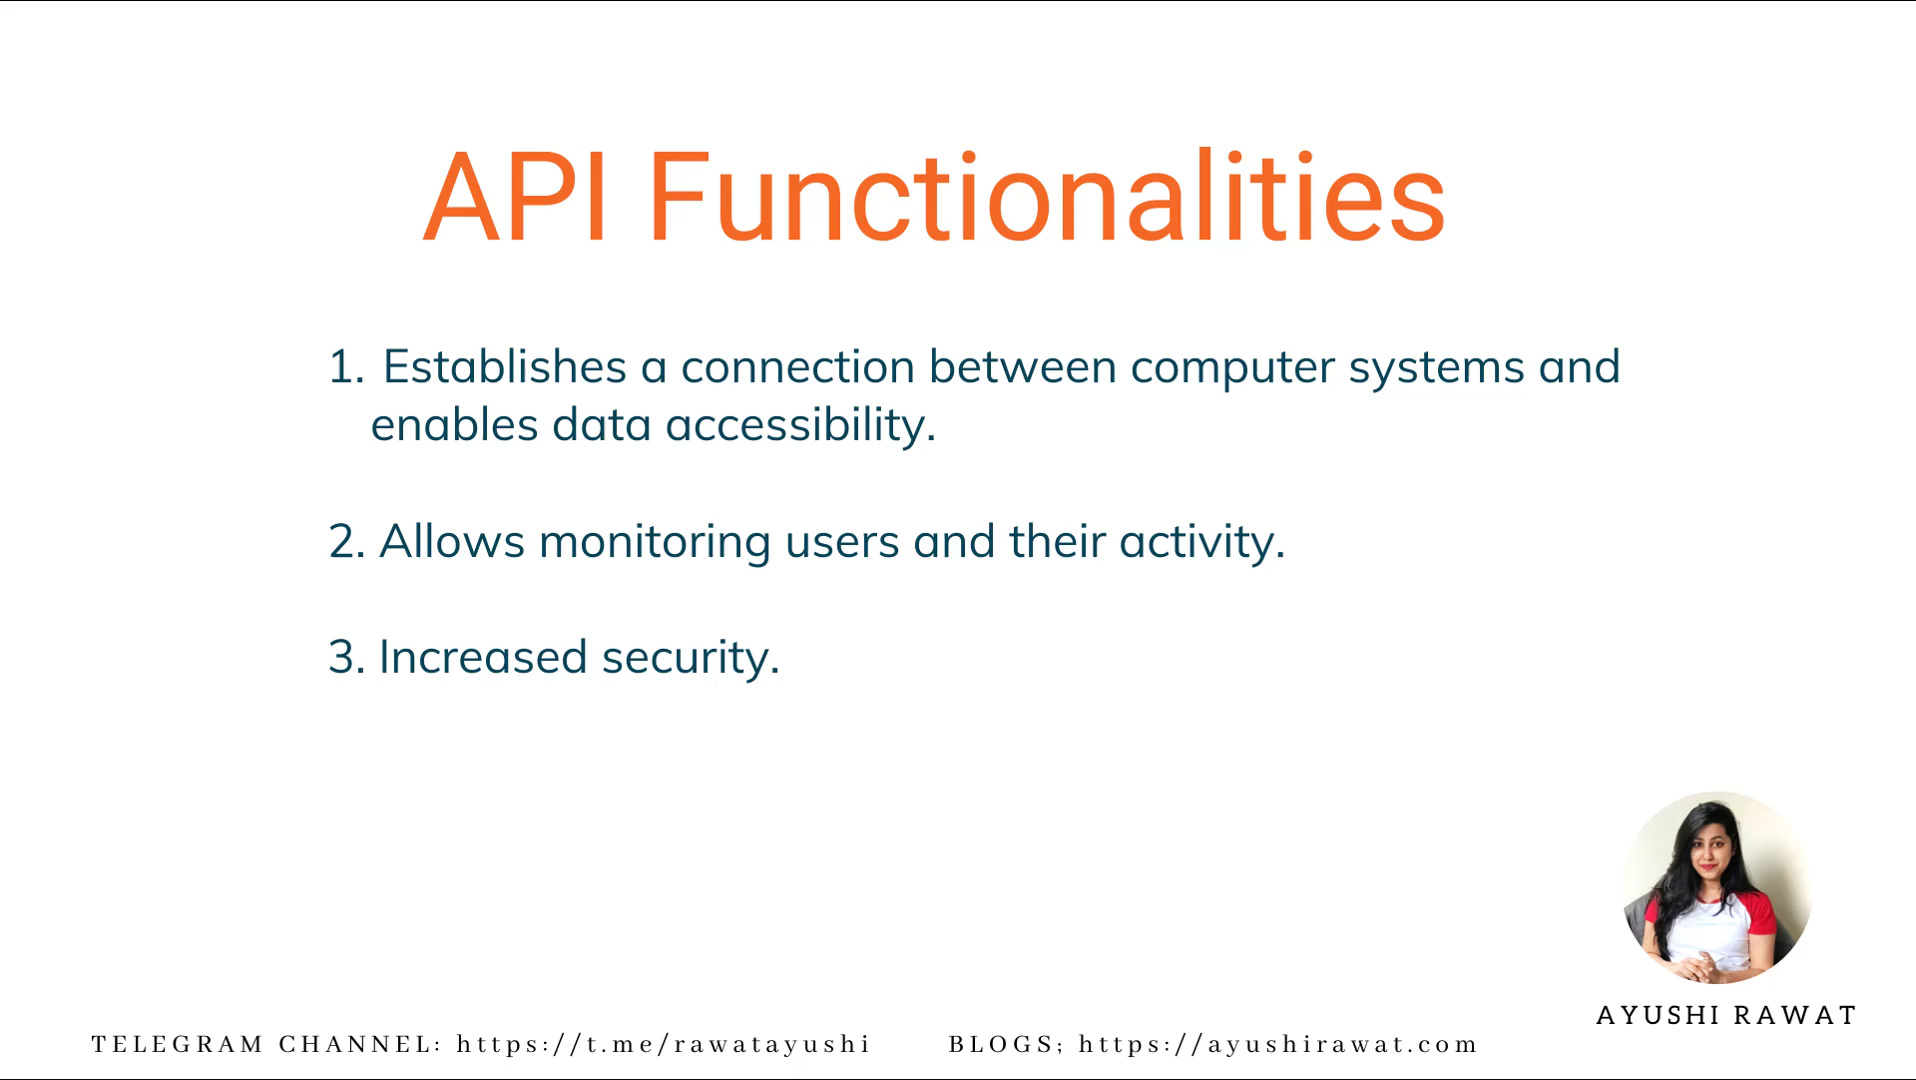 API Functionalities
1. Establishes a connection between computer systems and
enables data accessibility.
2. Allows monitoring users and their activity.
3. Increased security.
AYUSHI RAWAT
TELEGRAM CHANNEL: https://t.me/rawatayushi
BLOGS; https://ayushirawat.com